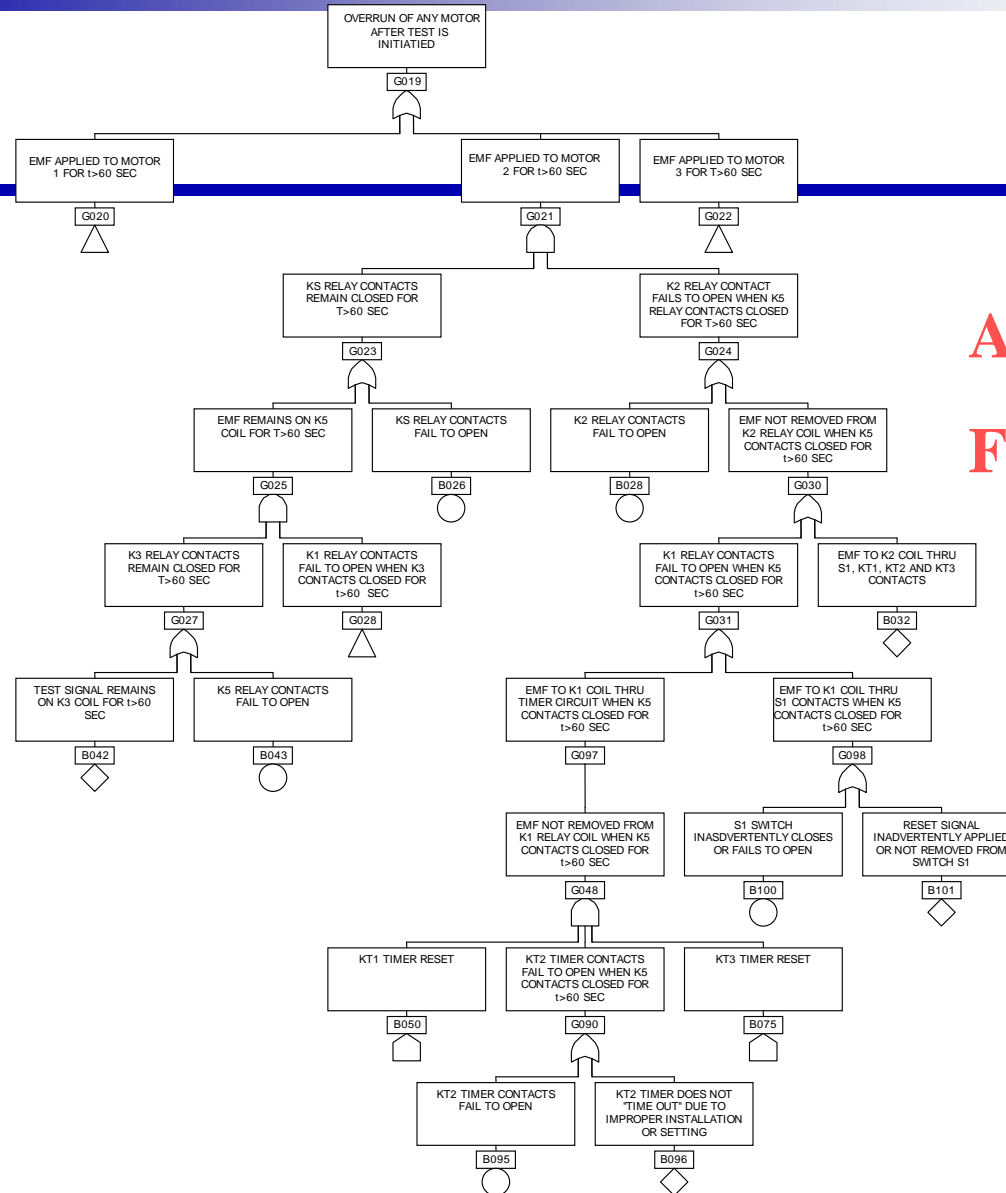 OVERRUN OF ANY MOTOR
AFTER TEST IS
INITIATIED
G019
EMF APPLIED TO MOTOR
1 FOR t>60 SEC
G020
EMF APPLIED TO MOTOR
2 FOR t>60 SEC
G021
EMF APPLIED TO MOTOR
3 FOR T>60 SEC
G022
KS RELAY CONTACTS
REMAIN CLOSED FOR
T>60 SEC
G023
K2 RELAY CONTACT
FAILS TO OPEN WHEN K5
RELAY CONTACTS CLOSED
FOR T>60 SEC
G024
A
F
EMF REMAINS ON K5
COIL FOR T>60 SEC
G025
KS RELAY CONTACTS
FAIL TO OPEN
B026
K2 RELAY CONTACTS
FAIL TO OPEN
B028
EMF NOT REMOVED FROM
K2 RELAY COIL WHEN K5
CONTACTS CLOSED FOR
t>60 SEC
G030
K3 RELAY CONTACTS
REMAIN CLOSED FOR
T>60 SEC
G027
K1 RELAY CONTACTS
FAIL TO OPEN WHEN K3
CONTACTS CLOSED FOR
t>60 SEC
G028
K1 RELAY CONTACTS
FAIL TO OPEN WHEN K5
CONTACTS CLOSED FOR
t>60 SEC
G031
EMF TO K2 COIL THRU
S1, KT1, KT2 AND KT3
CONTACTS
B032
TEST SIGNAL REMAINS
ON K3 COIL FOR t>60
SEC
B042
K5 RELAY CONTACTS
FAIL TO OPEN
B043
EMF TO K1 COIL THRU
TIMER CIRCUIT WHEN K5
CONTACTS CLOSED FOR
t>60 SEC
G097
EMF TO K1 COIL THRU
S1 CONTACTS WHEN K5
CONTACTS CLOSED FOR
t>60 SEC
G098
EMF NOT REMOVED FROM
K1 RELAY COIL WHEN K5
CONTACTS CLOSED FOR
t>60 SEC
G048
S1 SWITCH
INASDVERTENTLY CLOSES
OR FAILS TO OPEN
B100
RESET SIGNAL
INADVERTENTLY APPLIED
OR NOT REMOVED FROM
SWITCH S1
B101
KT1 TIMER RESET
B050
KT2 TIMER CONTACTS
FAIL TO OPEN WHEN K5
CONTACTS CLOSED FOR
t>60 SEC
G090
KT3 TIMER RESET
B075
KT2 TIMER CONTACTS
FAIL TO OPEN
B095
KT2 TIMER DOES NOT
"TIME OUT" DUE TO
IMPROPER INSTALLATION
OR SETTING
B096